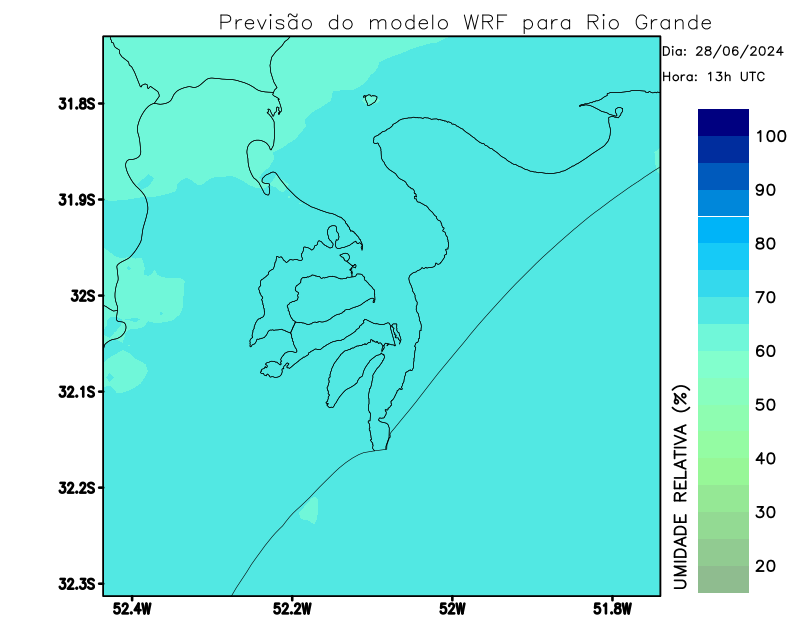 Previsão do modelo WRF para Rio Grande
Dia: 28/06/2024
Hora: 13h UTC
31.8S
31.9S
32S
32.1S
32.2S
32.3S
52.4W
52.2W
52W
51.8W
100
90
80
70
60
50
40
30
20
UMIDADE RELATIVA (%)